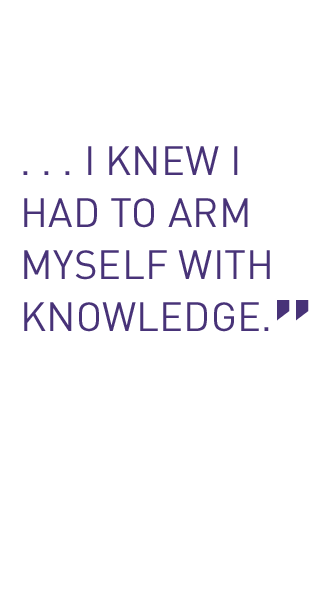 . . . I KNEW I
HAD TO ARM
MYSELF WITH
KNOWLEDGE.”